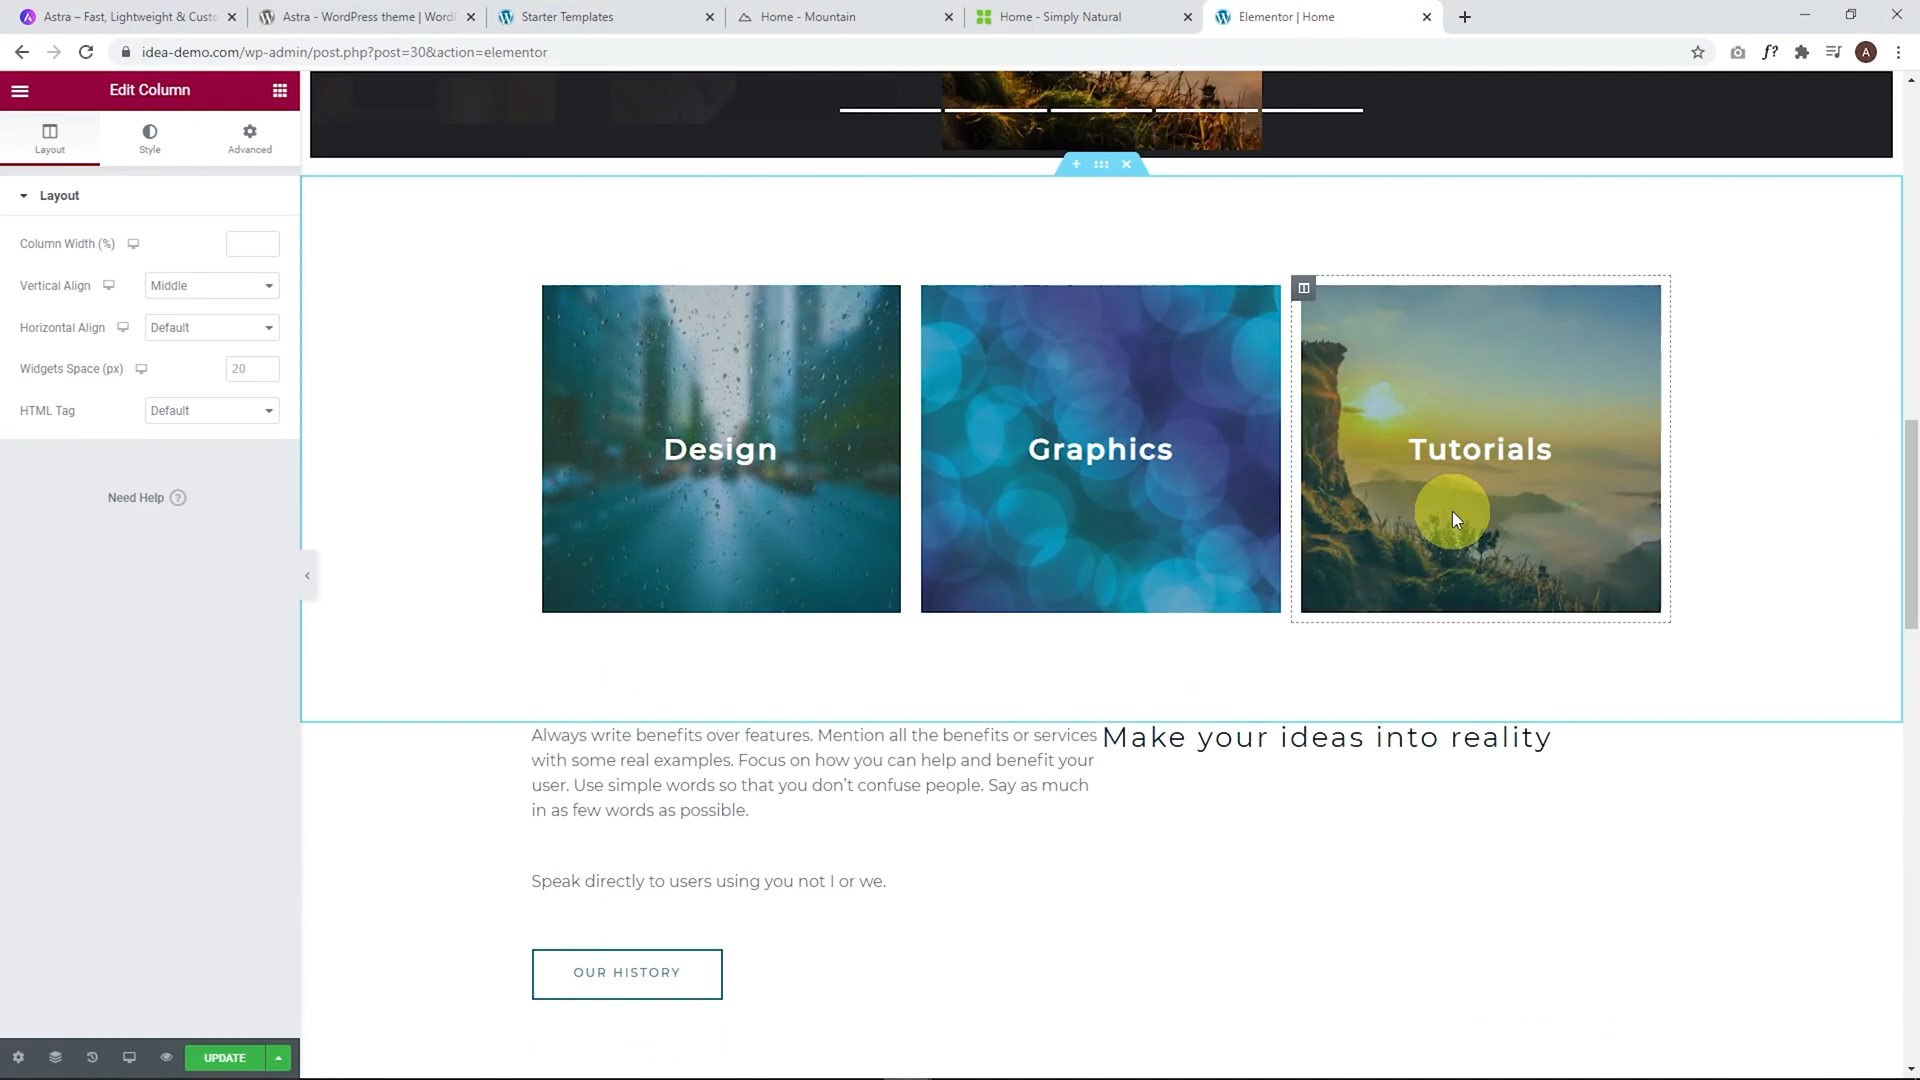 Astra – Fast, Lightweight & Custo
Astra - WordPress theme | WordP
Starter Templates
Home - Mountain
Home - Simply Natural
Elementor | Home
idea-demo.com/wp-admin/post.php?post=30&action=elementor
f?
A
Edit Column
Layout
Style
Advanced
Layout
Column Width (%)
Vertical Align
Middle
Horizontal Align
Default
Widgets Space (px)
20
HTML Tag
Default
Need Help ?
UPDATE
Design
Graphics
Tutorials
Always write benefits over features. Mention all the benefits or services
with some real examples. Focus on how you can help and benefit your
user. Use simple words so that you don’t confuse people. Say as much
in as few words as possible.
Make your ideas into reality
Speak directly to users using you not I or we.
OUR HISTORY